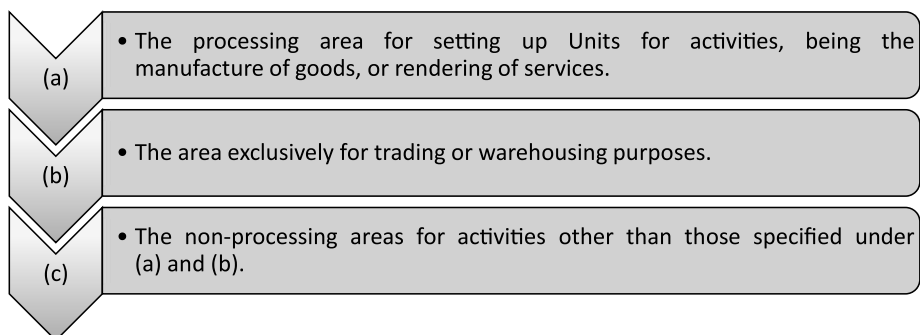 (a)
• The processing area for setting up Units for activities, being the
manufacture of goods, or rendering of services.
(b)
• The area exclusively for trading or warehousing purposes.
(c)
• The non-processing areas for activities other than those specified under
(a) and (b).